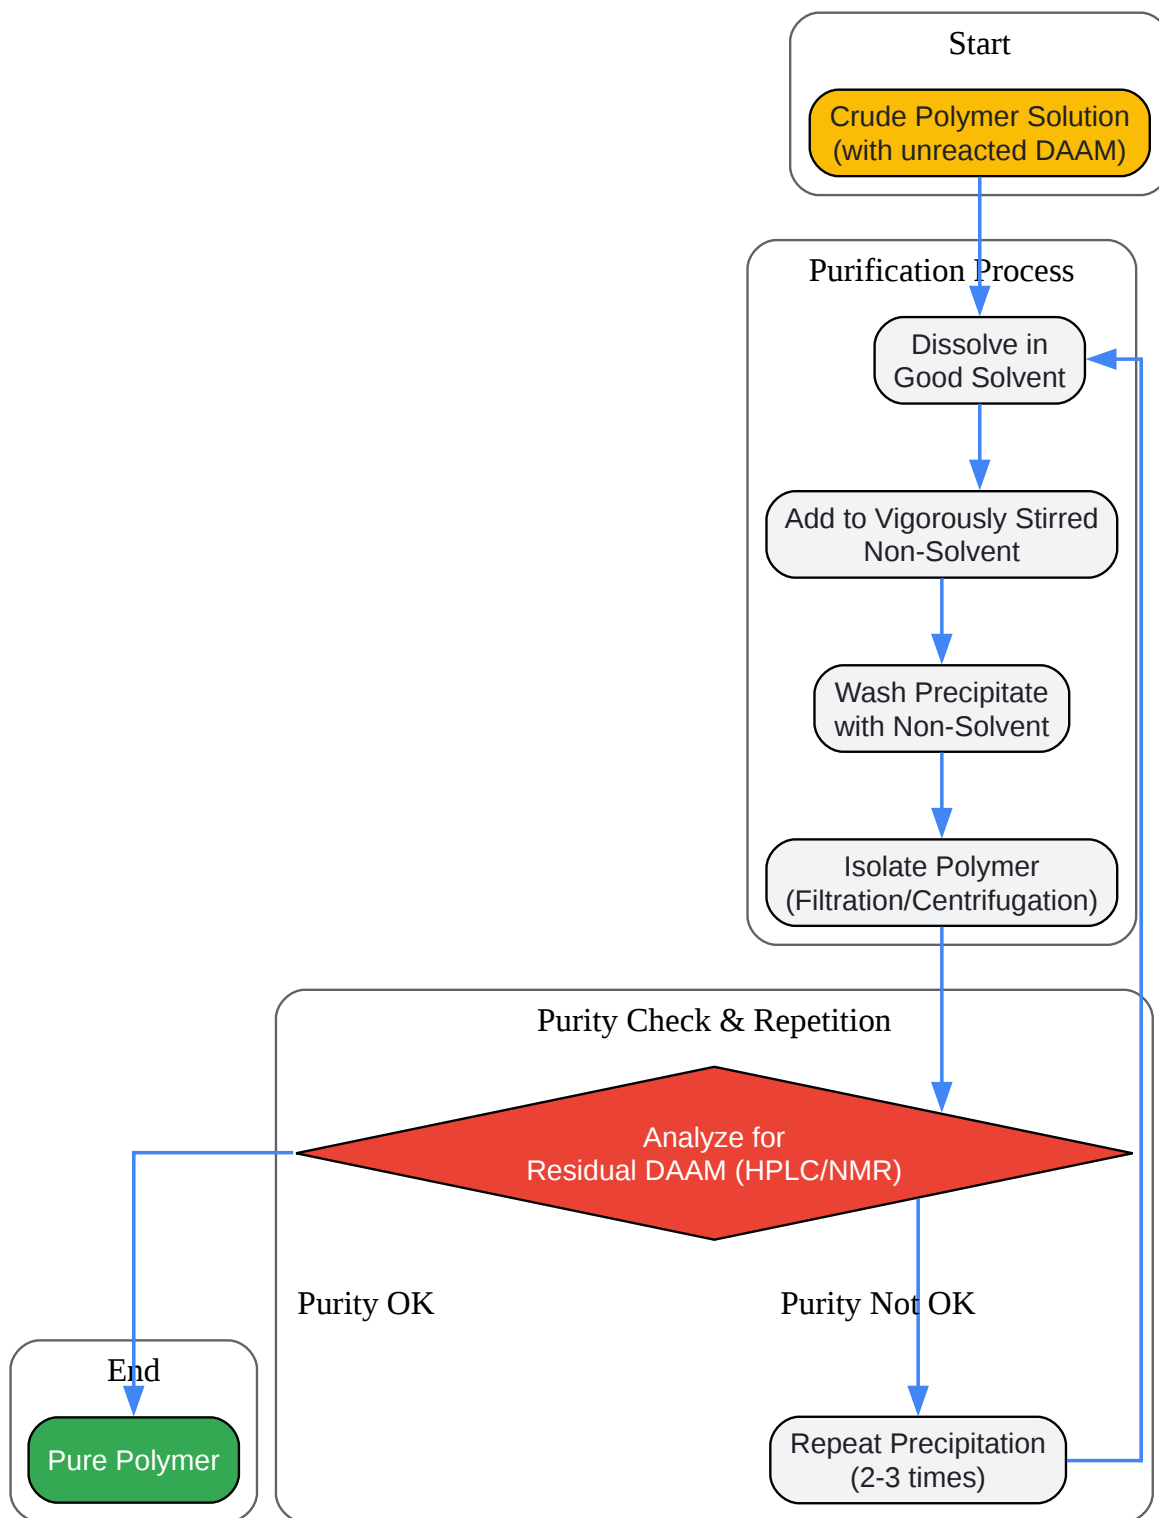 Start
Crude Polymer Solution
(with unreacted DAAM)
Purification Process
Dissolve in
Good Solvent
Add to Vigorously Stirred
Non-Solvent
Wash Precipitate
with Non-Solvent
Isolate Polymer
(Filtration/Centrifugation)
Purity Check & Repetition
Analyze for
Residual DAAM (HPLC/NMR)
Purity OK
Purity Not OK
End
Pure Polymer
Repeat Precipitation
(2-3 times)